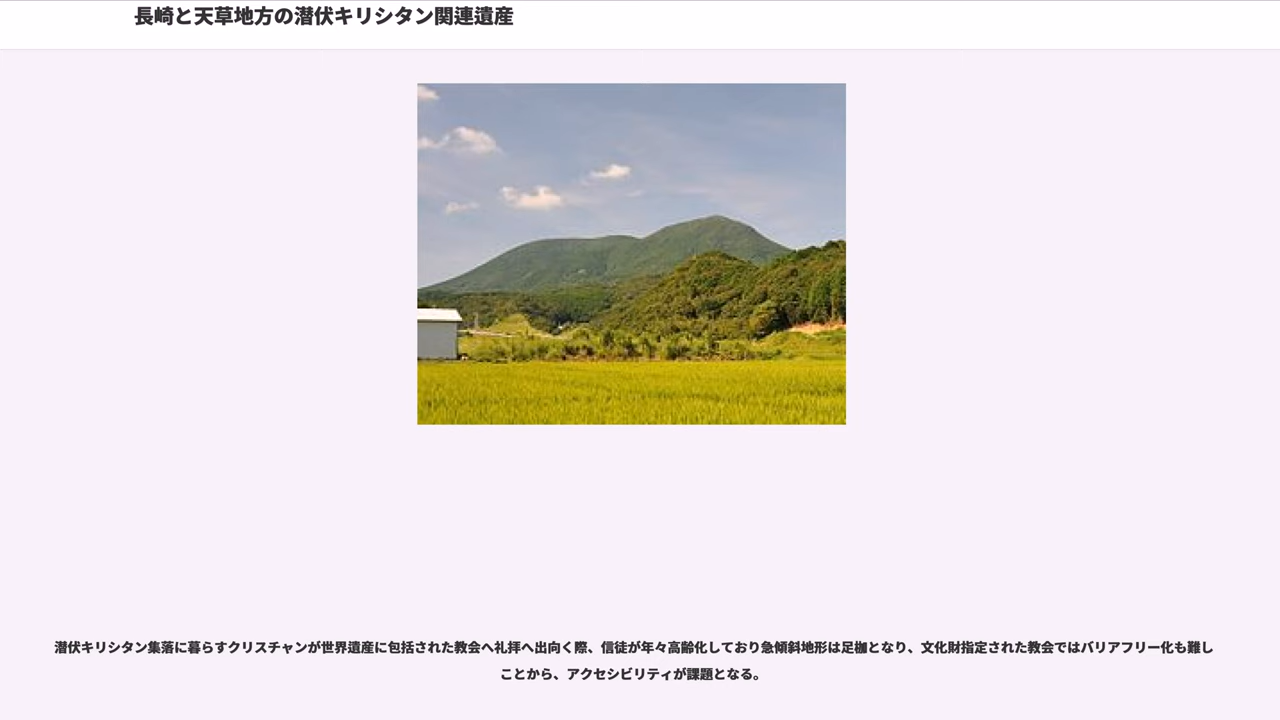 長崎と天草地方の潜伏キリシタン関連遺産
潜伏キリシタン集落に暮らすクリスチャンが世界遺産に包括された教会へ礼拝へ出向く際、信徒が年々高齢化しており急傾斜地形は足枷となり、文化財指定された教会ではバリアフリー化も難し
ことから、アクセシビリティが課題となる。